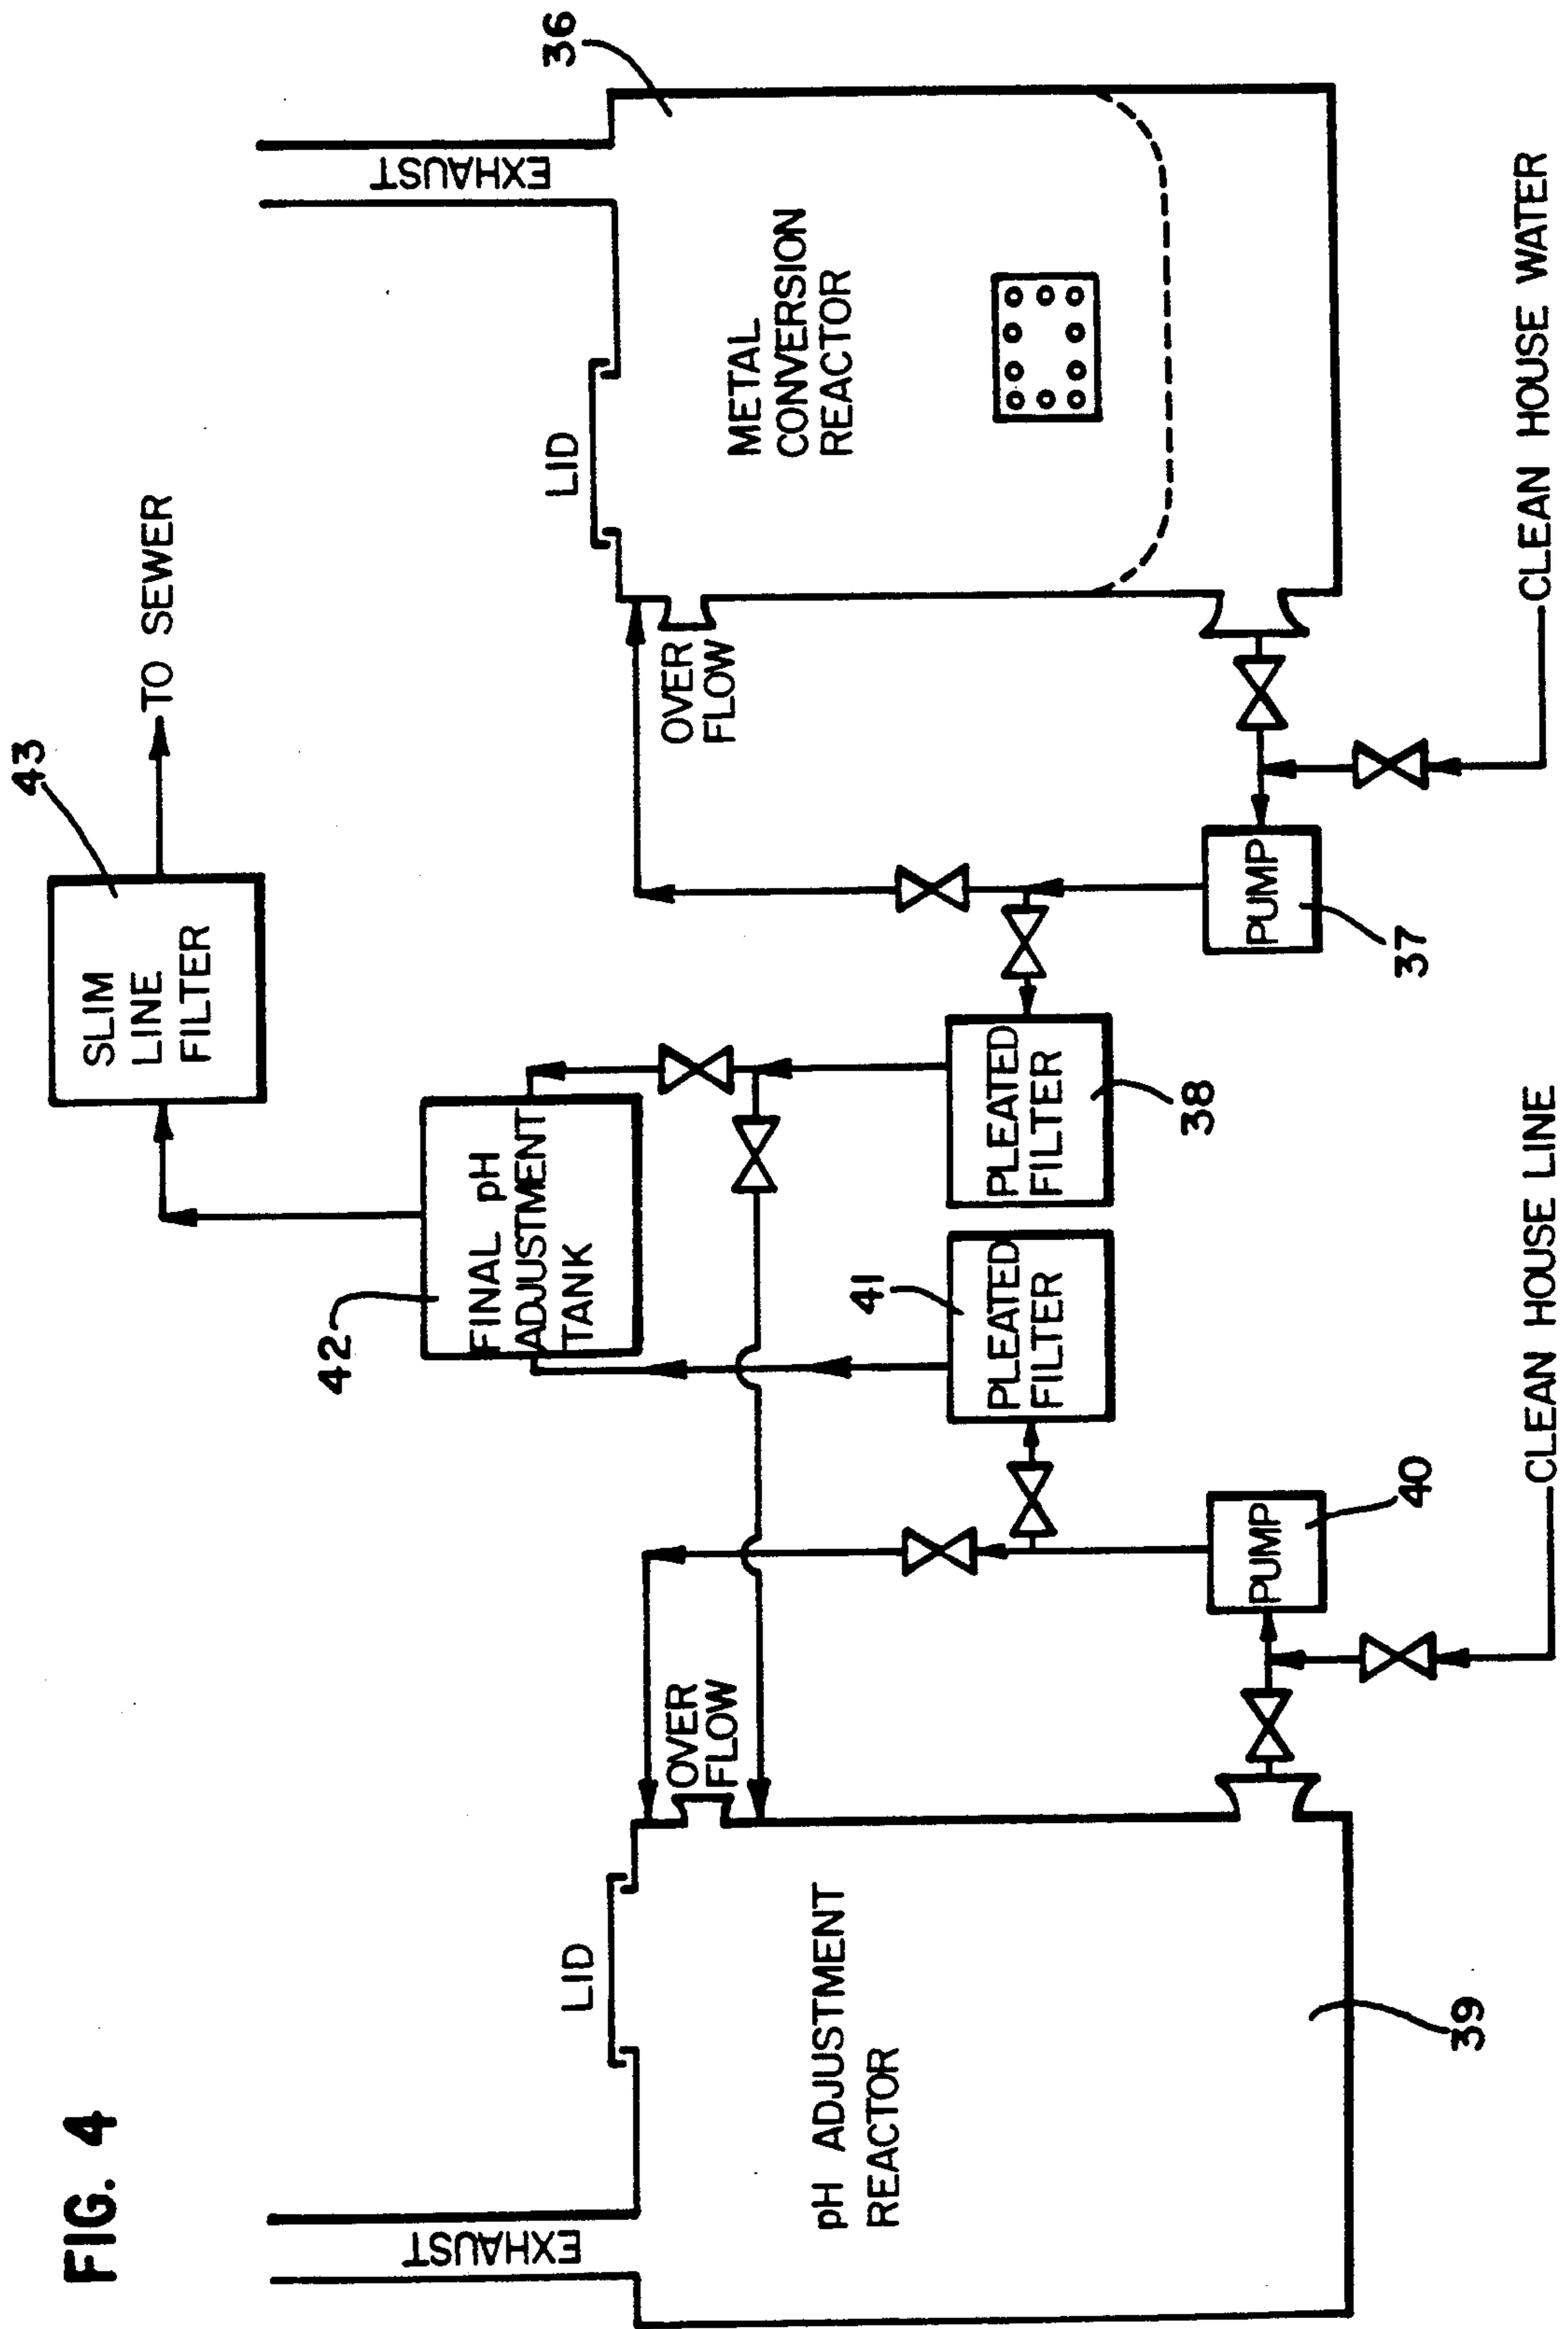 FIG. 4
EXHAUST
LID
pH ADJUSTMENT
REACTOR
39
OVER
FLOW
PUMP
40
CLEAN HOUSE LINE
PLEATED
FILTER
41
FINAL pH
ADJUSTMENT
TANK
42
SLIM
LINE
FILTER
43
TO SEWER
PLEATED
FILTER
38
PUMP
37
CLEAN HOUSE WATER
OVER
FLOW
LID
METAL
CONVERSION
REACTOR
EXHAUST
36